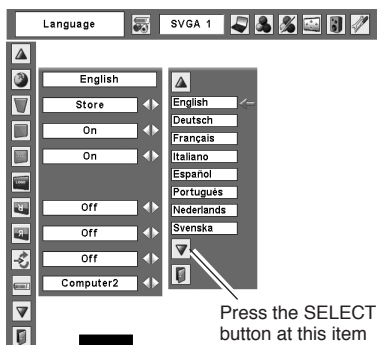 Language SVGA 1
English
Store
On
On
LOGO
Off
Off
Off
Computer2
English
Deutsch
Français
Italiano
Español
Português
Nederlands
Svenska
Press the SELECT
button at this item